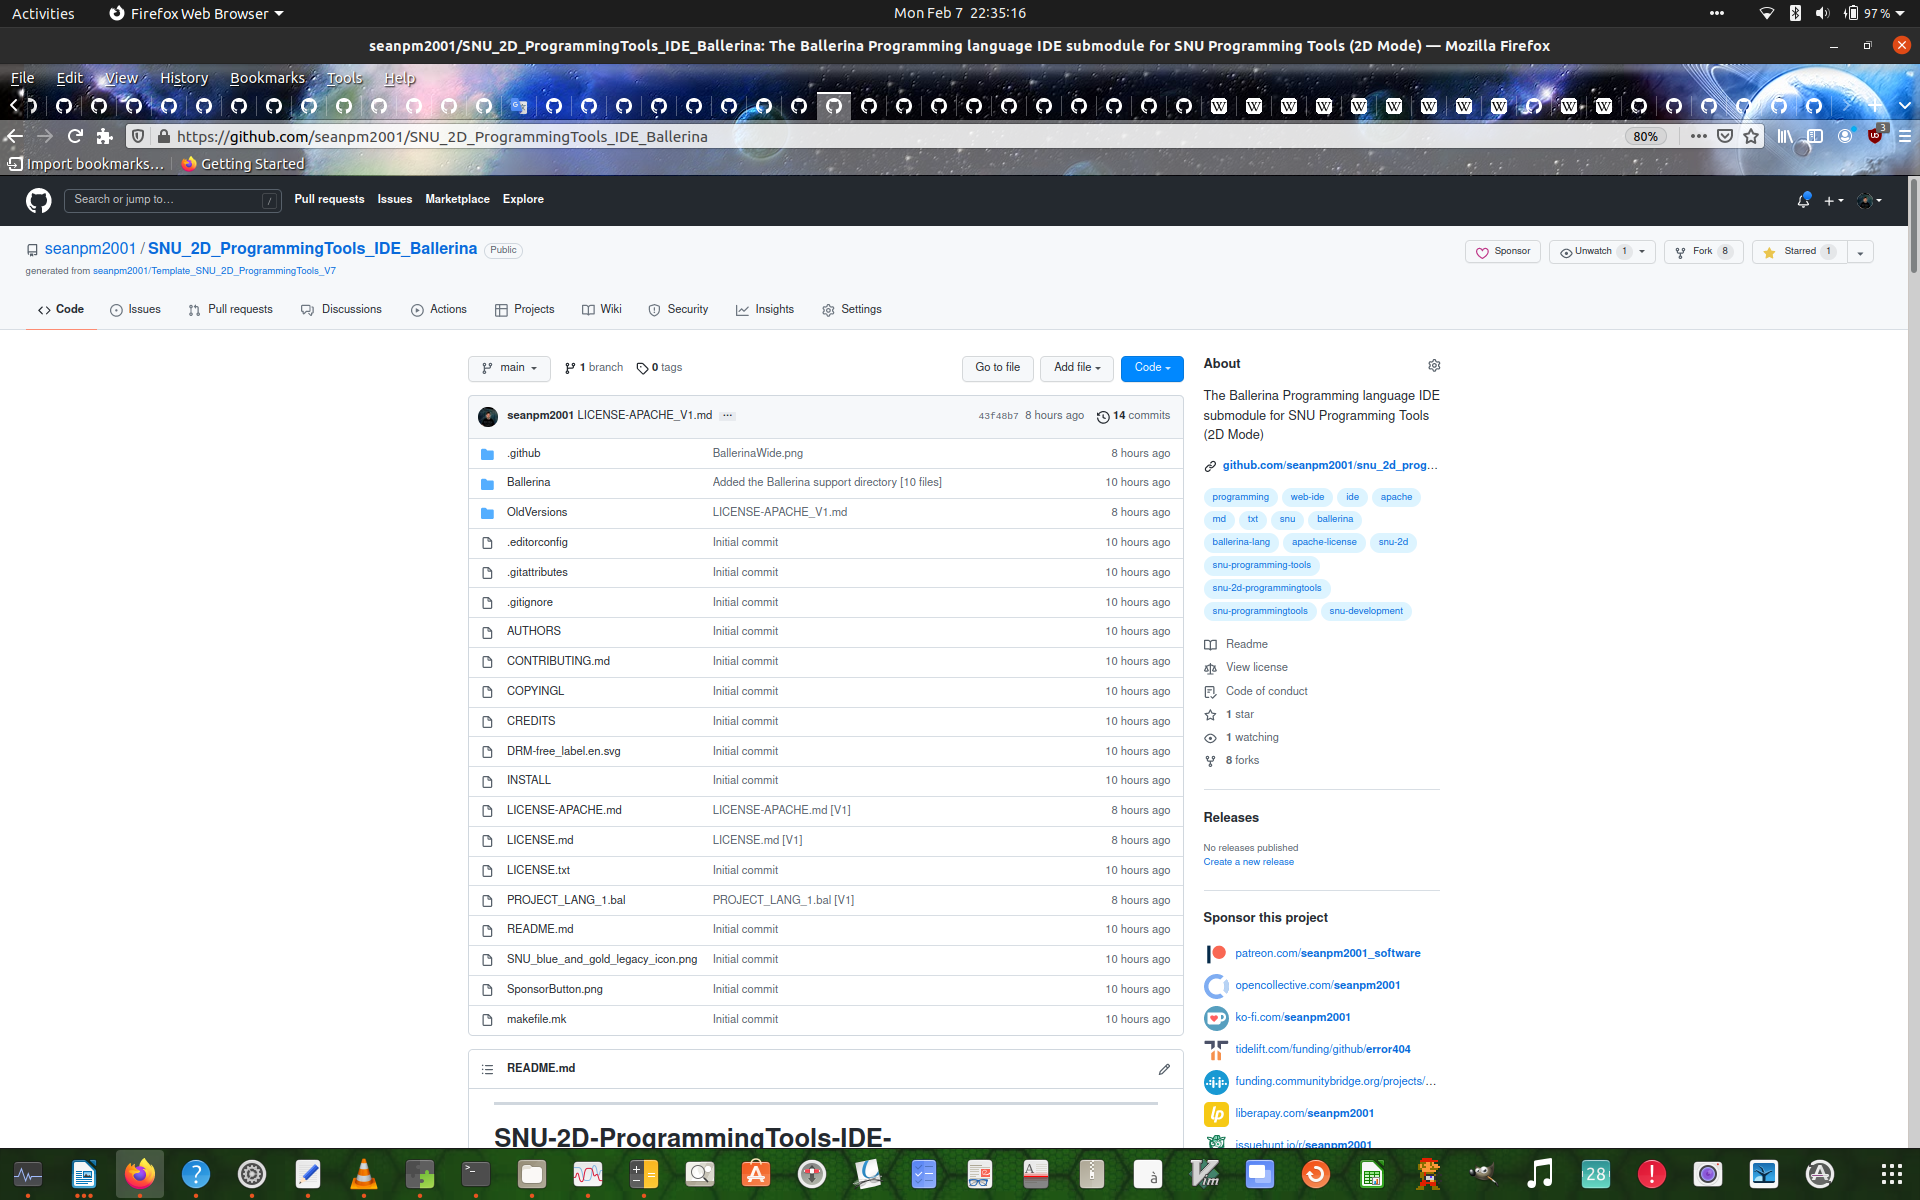 Activities
Firefox Web Browser
Mon Feb 7 22:35:16
97 %
seanpm2001/SNU_2D_ProgrammingTools_IDE_Ballerina: The Ballerina Programming language IDE submodule for SNU Programming Tools (2D Mode) — Mozilla Firefox
File Edit View History Bookmarks Tools Help
https://github.com/seanpm2001/SNU_2D_ProgrammingTools_IDE_Ballerina
80%
3
Import bookmarks…
Getting Started
Search or jump to…
/
Pull requests Issues Marketplace Explore
seanpm2001 / SNU_2D_ProgrammingTools_IDE_Ballerina Public
generated from seanpm2001/Template_SNU_2D_ProgrammingTools_V7
Sponsor
Unwatch 1
Fork 8
Starred 1
Code Issues Pull requests Discussions Actions Projects Wiki Security Insights Settings
main
1 branch
0 tags
Go to file
Add file
Code
seanpm2001 LICENSE-APACHE_V1.md ... 43f48b7 8 hours ago 14 commits
.github BallerinaWide.png 8 hours ago
Ballerina Added the Ballerina support directory [10 files] 10 hours ago
OldVersions LICENSE-APACHE_V1.md 8 hours ago
.editorconfig Initial commit 10 hours ago
.gitattributes Initial commit 10 hours ago
.gitignore Initial commit 10 hours ago
AUTHORS Initial commit 10 hours ago
CONTRIBUTING.md Initial commit 10 hours ago
COPYINGL Initial commit 10 hours ago
CREDITS Initial commit 10 hours ago
DRM-free_label.en.svg Initial commit 10 hours ago
INSTALL Initial commit 10 hours ago
LICENSE-APACHE.md LICENSE-APACHE.md [V1] 8 hours ago
LICENSE.md LICENSE.md [V1] 8 hours ago
LICENSE.txt Initial commit 10 hours ago
PROJECT_LANG_1.bal PROJECT_LANG_1.bal [V1] 8 hours ago
README.md Initial commit 10 hours ago
SNU_blue_and_gold_legacy_icon.png Initial commit 10 hours ago
SponsorButton.png Initial commit 10 hours ago
makefile.mk Initial commit 10 hours ago
README.md
SNU-2D-ProgrammingTools-IDE-
About
The Ballerina Programming language IDE
submodule for SNU Programming Tools
(2D Mode)
github.com/seanpm2001/snu_2d_prog…
programming web-ide ide apache
md txt snu ballerina
ballerina-lang apache-license snu-2d
snu-programming-tools
snu-2d-programmingtools
snu-programmingtools snu-development
Readme
View license
Code of conduct
1 star
1 watching
8 forks
Releases
No releases published
Create a new release
Sponsor this project
patreon.com/seanpm2001_software
opencollective.com/seanpm2001
ko-fi.com/seanpm2001
tidelift.com/funding/github/error404
funding.communitybridge.org/projects/…
liberapay.com/seanpm2001
issuehunt.io/r/seanpm2001
28